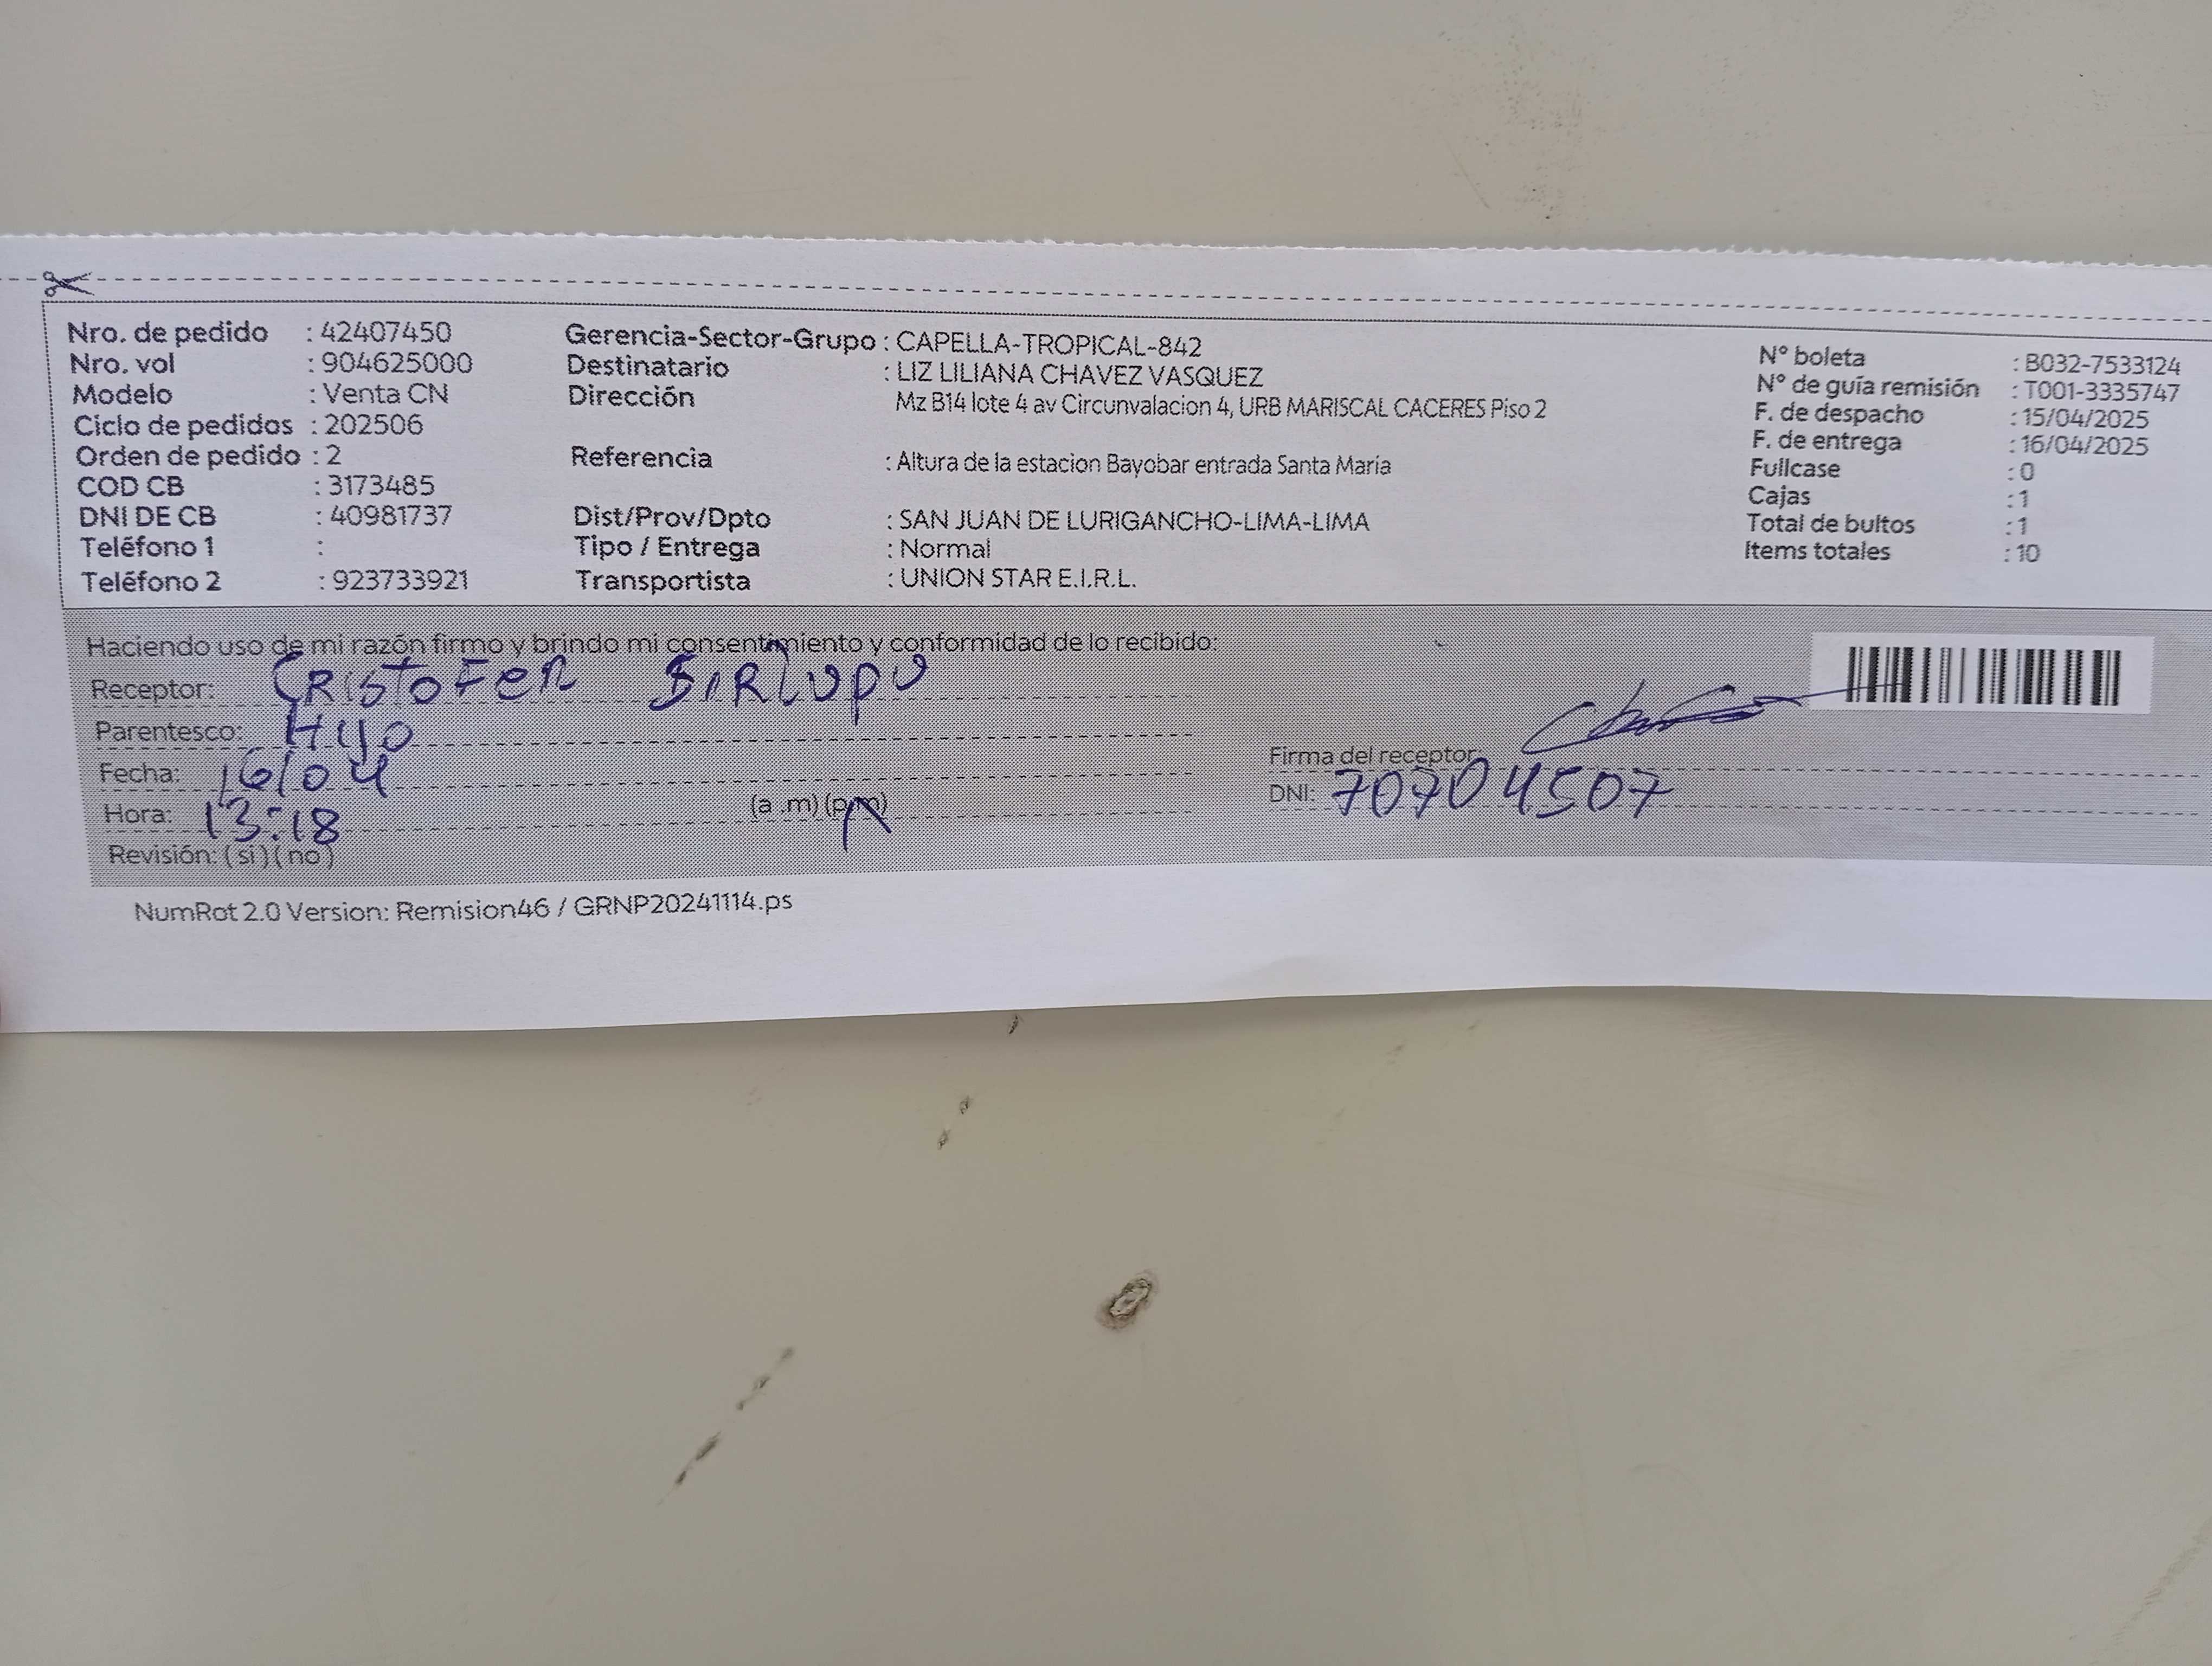 Nro. de pedido : 42407450
Nro. vol : 904625000
Modelo : Venta CN
Ciclo de pedidos : 202506
Orden de pedido : 2
COD CB : 3173485
DNI DE CB : 40981737
Teléfono 1 :
Teléfono 2 : 923733921
Gerencia-Sector-Grupo : CAPELLA-TROPICAL-842
Destinatario : LIZ LILIANA CHAVEZ VASQUEZ
Dirección Mz B14 lote 4 av Circunvalacion 4, URB MARISCAL CACERES Piso 2
Referencia : Altura de la estacion Bayobar entrada Santa Maria
Dist/Prov/Dpto : SAN JUAN DE LURIGANCHO-LIMA-LIMA
Tipo / Entrega : Normal
Transportista : UNION STAR E.I.R.L.
N° boleta : B032-7533124
N° de guía remisión : T001-3335747
F. de despacho : 15/04/2025
F. de entrega : 16/04/2025
Fullcase : 0
Cajas : 1
Total de bultos : 1
Items totales : 10
Haciendo uso de mi razón firmo y brindo mi consentimiento y conformidad de lo recibido:
Receptor: CRISTOFER BIRLUPU
Parentesco: HIJO
Fecha: 16/04
Hora: 13:18 (a .m) (p.m)
Revisión: (si) (no)
Firma del receptor:
DNI: 70704507
NumRot 2.0 Version: Remision46 / GRNP20241114.ps